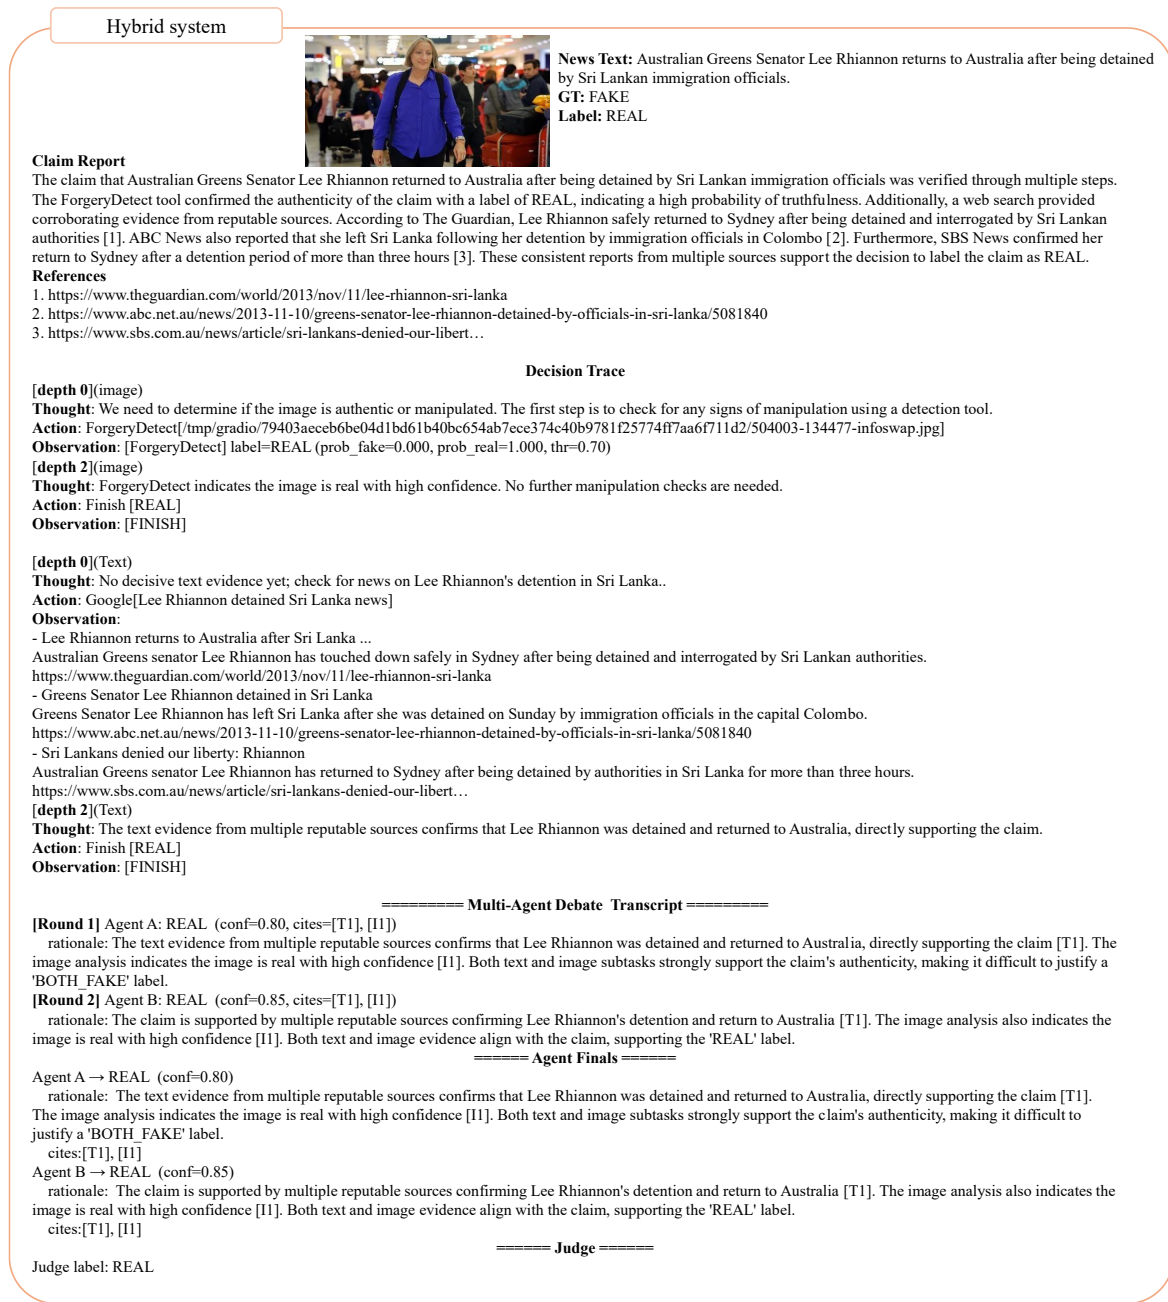 Hybrid system
News Text: Australian Greens Senator Lee Rhiannon returns to Australia after being detained
by Sri Lankan immigration officials.
GT: FAKE
Label: REAL
Claim Report
The claim that Australian Greens Senator Lee Rhiannon returned to Australia after being detained by Sri Lankan immigration officials was verified through multiple steps.
The ForgeryDetect tool confirmed the authenticity of the claim with a label of REAL, indicating a high probability of truthfulness. Additionally, a web search provided
corroborating evidence from reputable sources. According to The Guardian, Lee Rhiannon safely returned to Sydney after being detained and interrogated by Sri Lankan
authorities [1]. ABC News also reported that she left Sri Lanka following her detention by immigration officials in Colombo [2]. Furthermore, SBS News confirmed her
return to Sydney after a detention period of more than three hours [3]. These consistent reports from multiple sources support the decision to label the claim as REAL.
References
1. https://www.theguardian.com/world/2013/nov/11/lee-rhiannon-sri-lanka
2. https://www.abc.net.au/news/2013-11-10/greens-senator-lee-rhiannon-detained-by-officials-in-sri-lanka/5081840
3. https://www.sbs.com.au/news/article/sri-lankans-denied-our-libert…
Decision Trace
[depth 0](image)
Thought: We need to determine if the image is authentic or manipulated. The first step is to check for any signs of manipulation using a detection tool.
Action: ForgeryDetect[/tmp/gradio/79403aeceb6be04d1bd61b40bc654ab7ece374c40b9781f25774ff7aa6f711d2/504003-134477-infoswap.jpg]
Observation: [ForgeryDetect] label=REAL (prob_fake=0.000, prob_real=1.000, thr=0.70)
[depth 2](image)
Thought: ForgeryDetect indicates the image is real with high confidence. No further manipulation checks are needed.
Action: Finish [REAL]
Observation: [FINISH]
[depth 0](Text)
Thought: No decisive text evidence yet; check for news on Lee Rhiannon's detention in Sri Lanka..
Action: Google[Lee Rhiannon detained Sri Lanka news]
Observation:
- Lee Rhiannon returns to Australia after Sri Lanka ...
Australian Greens senator Lee Rhiannon has touched down safely in Sydney after being detained and interrogated by Sri Lankan authorities.
https://www.theguardian.com/world/2013/nov/11/lee-rhiannon-sri-lanka
- Greens Senator Lee Rhiannon detained in Sri Lanka
Greens Senator Lee Rhiannon has left Sri Lanka after she was detained on Sunday by immigration officials in the capital Colombo.
https://www.abc.net.au/news/2013-11-10/greens-senator-lee-rhiannon-detained-by-officials-in-sri-lanka/5081840
- Sri Lankans denied our liberty: Rhiannon
Australian Greens senator Lee Rhiannon has returned to Sydney after being detained by authorities in Sri Lanka for more than three hours.
https://www.sbs.com.au/news/article/sri-lankans-denied-our-libert…
[depth 2](Text)
Thought: The text evidence from multiple reputable sources confirms that Lee Rhiannon was detained and returned to Australia, directly supporting the claim.
Action: Finish [REAL]
Observation: [FINISH]
========= Multi-Agent Debate Transcript =========
[Round 1] Agent A: REAL (conf=0.80, cites=[T1], [I1])
rationale: The text evidence from multiple reputable sources confirms that Lee Rhiannon was detained and returned to Australia, directly supporting the claim [T1]. The
image analysis indicates the image is real with high confidence [I1]. Both text and image subtasks strongly support the claim's authenticity, making it difficult to justify a
'BOTH_FAKE' label.
[Round 2] Agent B: REAL (conf=0.85, cites=[T1], [I1])
rationale: The claim is supported by multiple reputable sources confirming Lee Rhiannon's detention and return to Australia [T1]. The image analysis also indicates the
image is real with high confidence [I1]. Both text and image evidence align with the claim, supporting the 'REAL' label.
====== Agent Finals ======
Agent A → REAL (conf=0.80)
rationale: The text evidence from multiple reputable sources confirms that Lee Rhiannon was detained and returned to Australia, directly supporting the claim [T1].
The image analysis indicates the image is real with high confidence [I1]. Both text and image subtasks strongly support the claim's authenticity, making it difficult to
justify a 'BOTH_FAKE' label.
cites:[T1], [I1]
Agent B → REAL (conf=0.85)
rationale: The claim is supported by multiple reputable sources confirming Lee Rhiannon's detention and return to Australia [T1]. The image analysis also indicates the
image is real with high confidence [I1]. Both text and image evidence align with the claim, supporting the 'REAL' label.
cites:[T1], [I1]
====== Judge ======
Judge label: REAL